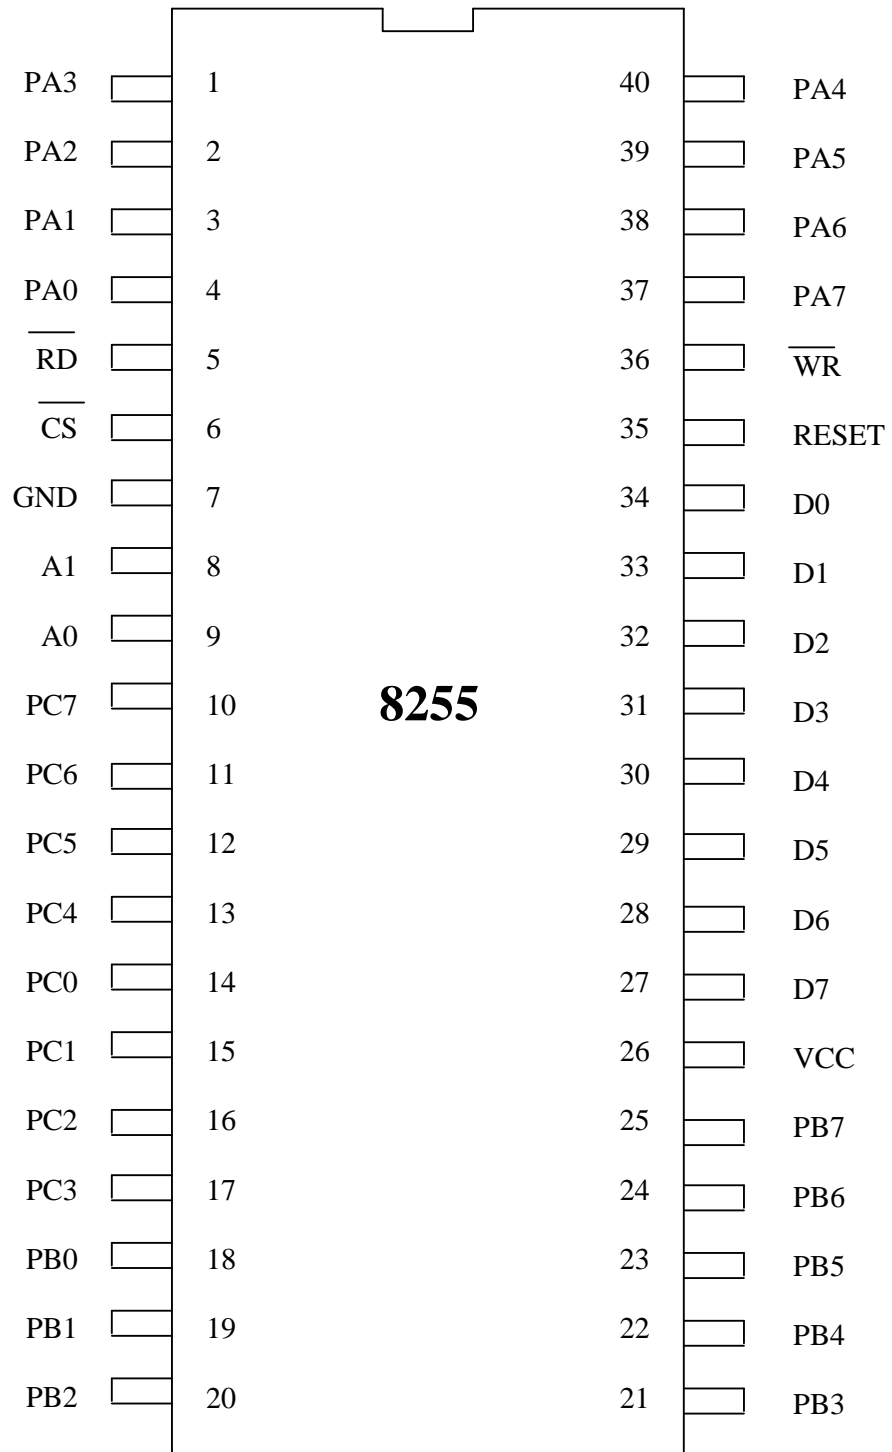 PA3 1 40 PA4
PA2 2 39 PA5
PA1 3 38 PA6
PA0 4 37 PA7
R̅D̅ 5 36 W̅R̅
C̅S̅ 6 35 RESET
GND 7 34 D0
A1 8 33 D1
A0 9 32 D2
PC7 10 8255 31 D3
PC6 11 30 D4
PC5 12 29 D5
PC4 13 28 D6
PC0 14 27 D7
PC1 15 26 VCC
PC2 16 25 PB7
PC3 17 24 PB6
PB0 18 23 PB5
PB1 19 22 PB4
PB2 20 21 PB3